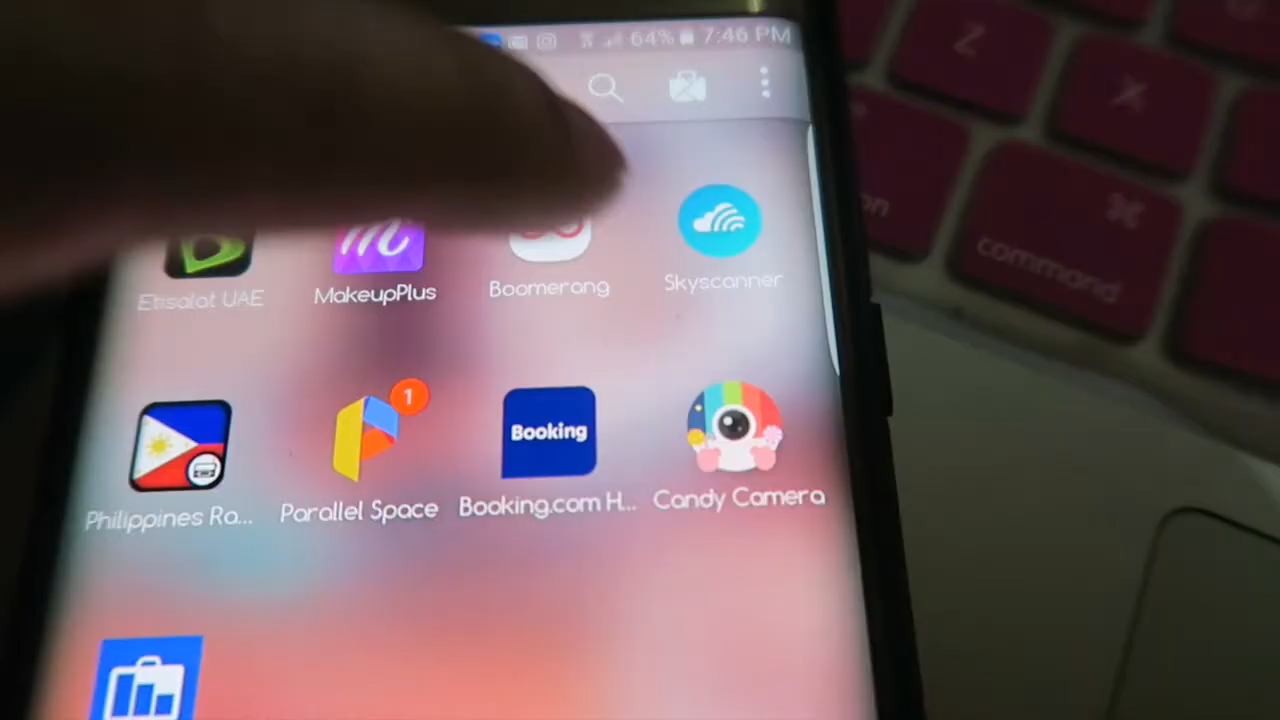 64% 7:46 PM
Etisalat UAE MakeupPlus Boomerang Skyscanner
1
Booking
Philippines Ra... Parallel Space Booking.com H... Candy Camera
Z
X
on
command